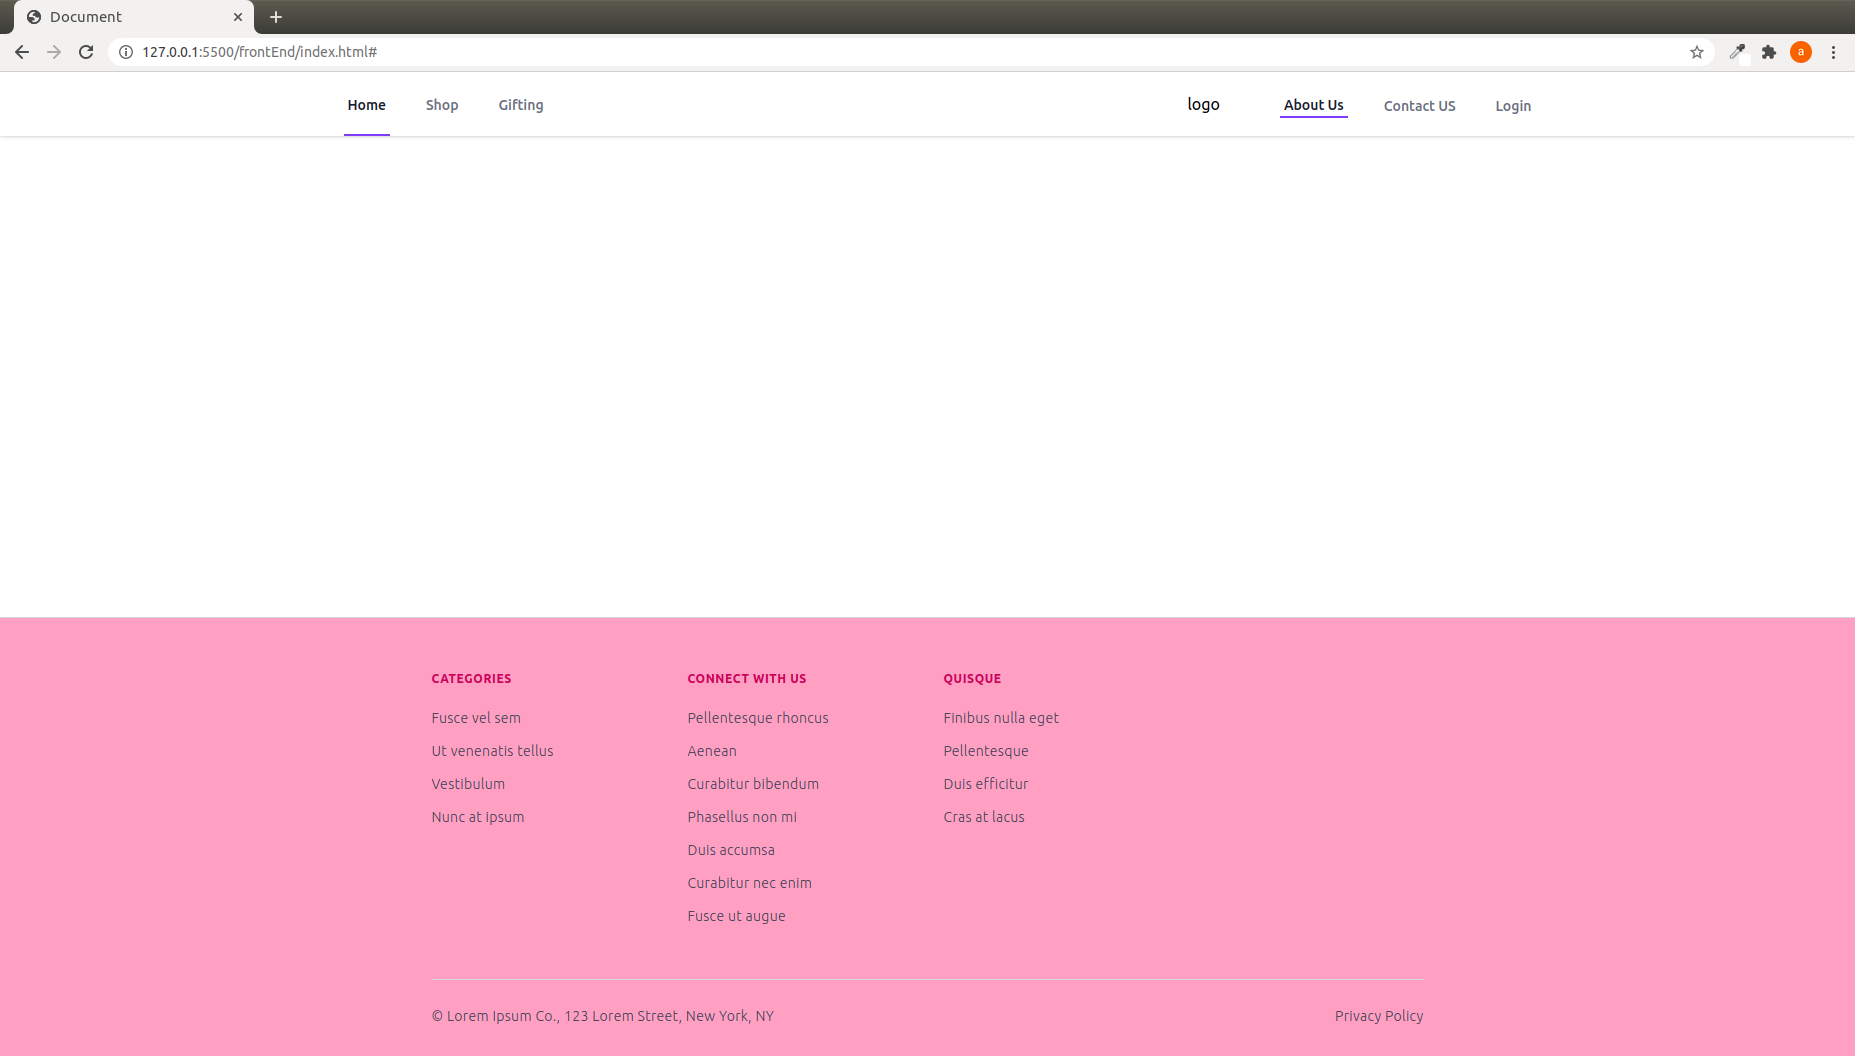 Document
127.0.0.1:5500/frontEnd/index.html#
a
Home Shop Gifting logo About Us Contact US Login
CATEGORIES
Fusce vel sem
Ut venenatis tellus
Vestibulum
Nunc at ipsum
CONNECT WITH US
Pellentesque rhoncus
Aenean
Curabitur bibendum
Phasellus non mi
Duis accumsa
Curabitur nec enim
Fusce ut augue
QUISQUE
Finibus nulla eget
Pellentesque
Duis efficitur
Cras at lacus
© Lorem Ipsum Co., 123 Lorem Street, New York, NY
Privacy Policy